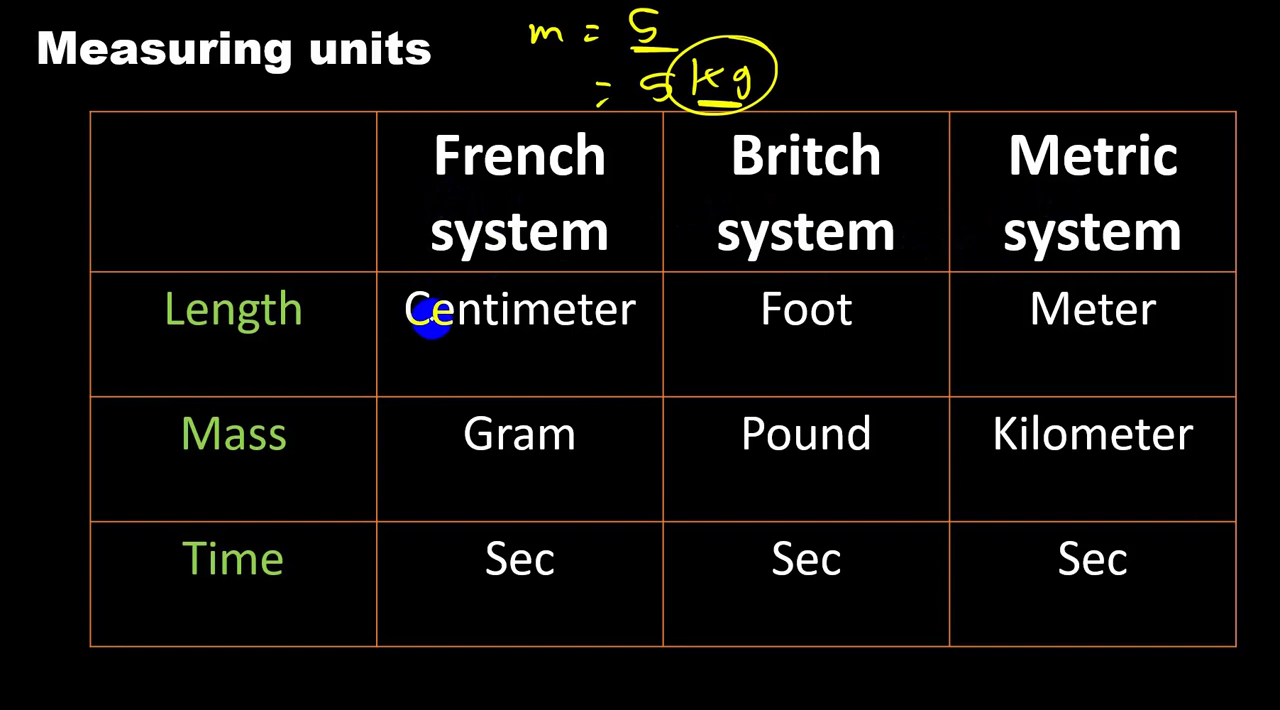 Measuring units
m = 5
= 5 kg
French system
Britch system
Metric system
Length Centimeter Foot Meter
Mass Gram Pound Kilometer
Time Sec Sec Sec